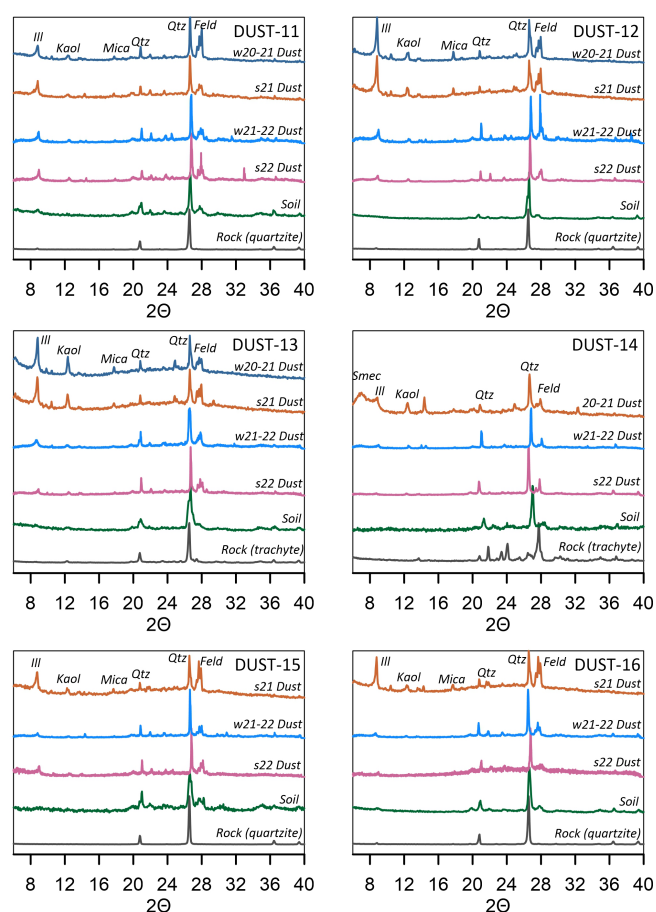 DUST-11
Ill
Kaol
Mica
Qtz
Qtz
Feld
w20-21 Dust
s21 Dust
w21-22 Dust
s22 Dust
Soil
Rock (quartzite)
8 12 16 20 24 28 32 36 40
2Θ
DUST-12
Ill
Kaol
Mica
Qtz
Qtz
Feld
w20-21 Dust
s21 Dust
w21-22 Dust
s22 Dust
Soil
Rock (quartzite)
8 12 16 20 24 28 32 36 40
2Θ
DUST-13
Ill
Kaol
Mica
Qtz
Qtz
Feld
w20-21 Dust
s21 Dust
w21-22 Dust
s22 Dust
Soil
Rock (trachyte)
8 12 16 20 24 28 32 36 40
2Θ
DUST-14
Smec
Ill
Kaol
Qtz
Qtz
Feld
20-21 Dust
w21-22 Dust
s22 Dust
Soil
Rock (trachyte)
8 12 16 20 24 28 32 36 40
2Θ
DUST-15
Ill
Kaol
Mica
Qtz
Qtz
Feld
s21 Dust
w21-22 Dust
s22 Dust
Soil
Rock (quartzite)
8 12 16 20 24 28 32 36 40
2Θ
DUST-16
Ill
Kaol
Mica
Qtz
Qtz
Feld
s21 Dust
w21-22 Dust
s22 Dust
Soil
Rock (quartzite)
8 12 16 20 24 28 32 36 40
2Θ